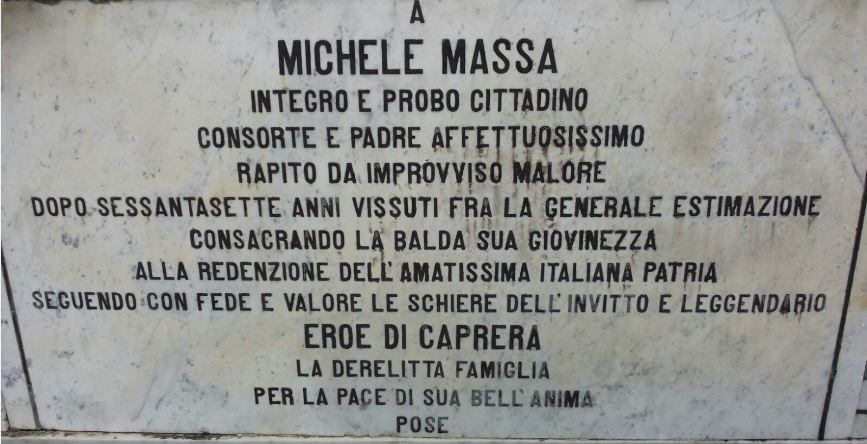 A
MICHELE MASSA
INTEGRO E PROBO CITTADINO
CONSORTE E PADRE AFFETTUOSISSIMO
RAPITO DA IMPROVVISO MALORE
DOPO SESSANTASETTE ANNI VISSUTI FRA LA GENERALE ESTIMAZIONE
CONSACRANDO LA BALDA SUA GIOVINEZZA
ALLA REDENZIONE DELL'AMATISSIMA ITALIANA PATRIA
SEGUENDO CON FEDE E VALORE LE SCHIERE DELL'INVITTO E LEGGENDARIO
EROE DI CAPRERA
LA DERELITTA FAMIGLIA
PER LA PACE DI SUA BELL'ANIMA
POSE